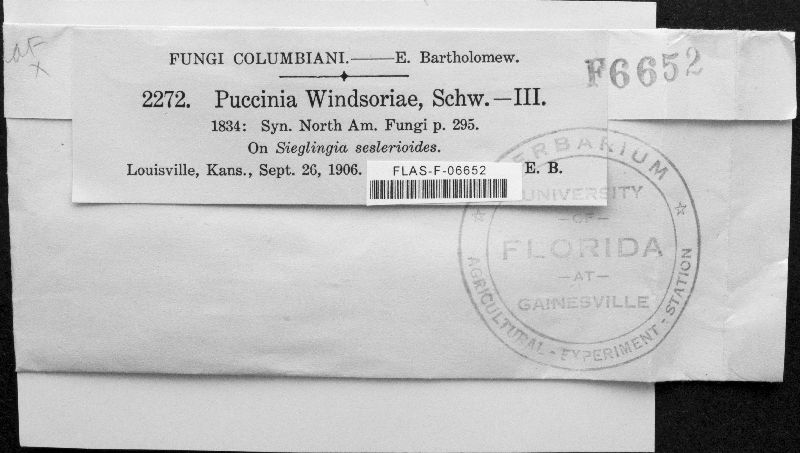 FUNGI COLUMBIANI.——E. Bartholomew.
F6652
2272. Puccinia Windsoriae, Schw.—III.
1834: Syn. North Am. Fungi p. 295.
On Sieglingia seslerioides.
Louisville, Kans., Sept. 26, 1906. E. B.
FLAS-F-06652
HERBARIUM
UNIVERSITY
—OF—
FLORIDA
—AT—
GAINESVILLE
AGRICULTURAL - EXPERIMENT - STATION